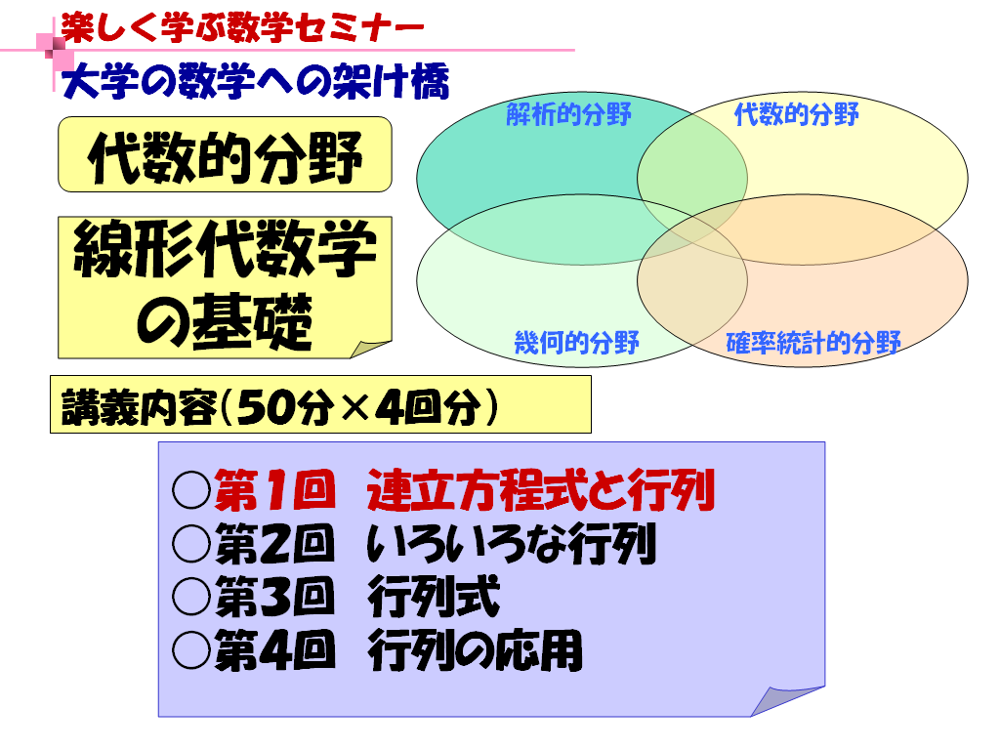 楽しく学ぶ数学セミナー
大学の数学への架け橋
代数的分野
線形代数学
の基礎
解析的分野
代数的分野
幾何的分野
確率統計的分野
講義内容(50分×4回分)
○第1回 連立方程式と行列
○第2回 いろいろな行列
○第3回 行列式
○第4回 行列の応用